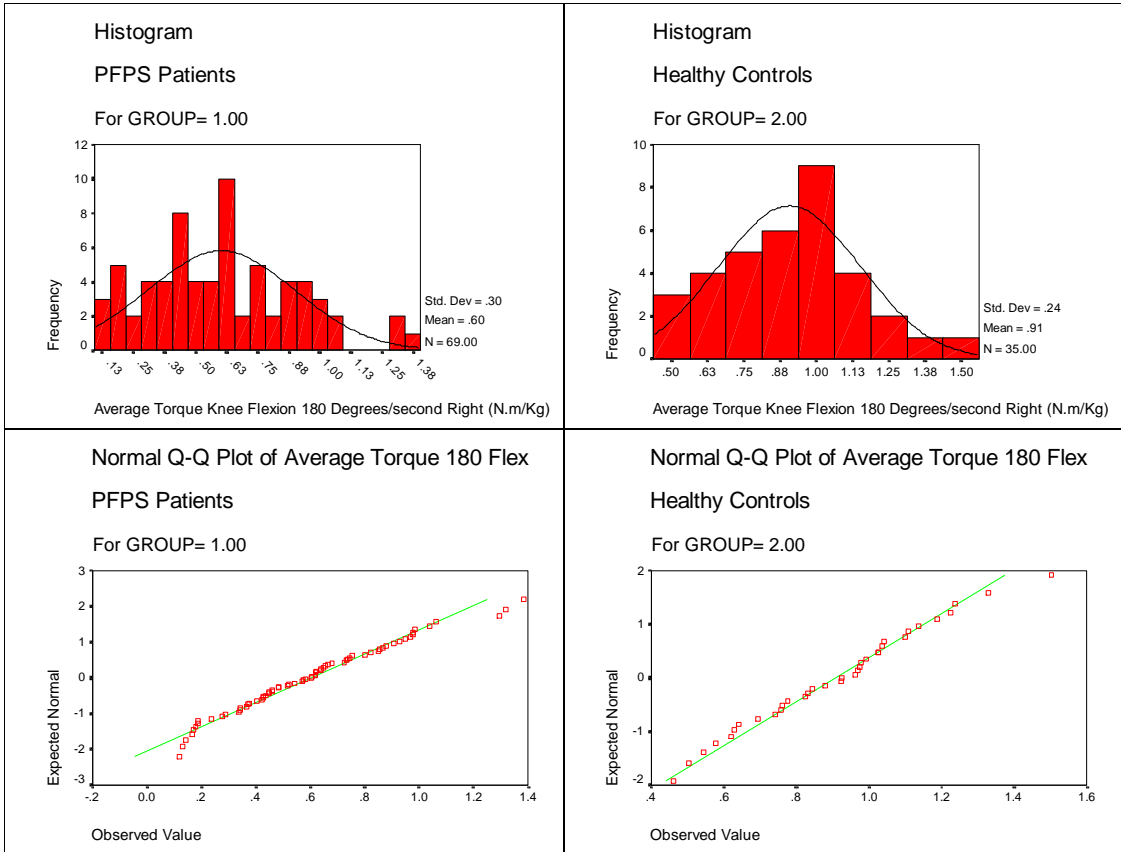 Histogram
PFPS Patients
For GROUP= 1.00
12
10
8
6
4
2
0
Frequency
.13
.25
.38
.50
.63
.75
.88
1.00
1.13
1.25
1.38
Std. Dev = .30
Mean = .60
N = 69.00
Average Torque Knee Flexion 180 Degrees/second Right (N.m/Kg)
Histogram
Healthy Controls
For GROUP= 2.00
10
8
6
4
2
0
Frequency
.50
.63
.75
.88
1.00
1.13
1.25
1.38
1.50
Std. Dev = .24
Mean = .91
N = 35.00
Average Torque Knee Flexion 180 Degrees/second Right (N.m/Kg)
Normal Q-Q Plot of Average Torque 180 Flex
PFPS Patients
For GROUP= 1.00
3
2
1
0
-1
-2
-3
Expected Normal
-.2
0.0
.2
.4
.6
.8
1.0
1.2
1.4
Observed Value
Normal Q-Q Plot of Average Torque 180 Flex
Healthy Controls
For GROUP= 2.00
2
1
0
-1
-2
Expected Normal
.4
.6
.8
1.0
1.2
1.4
1.6
Observed Value